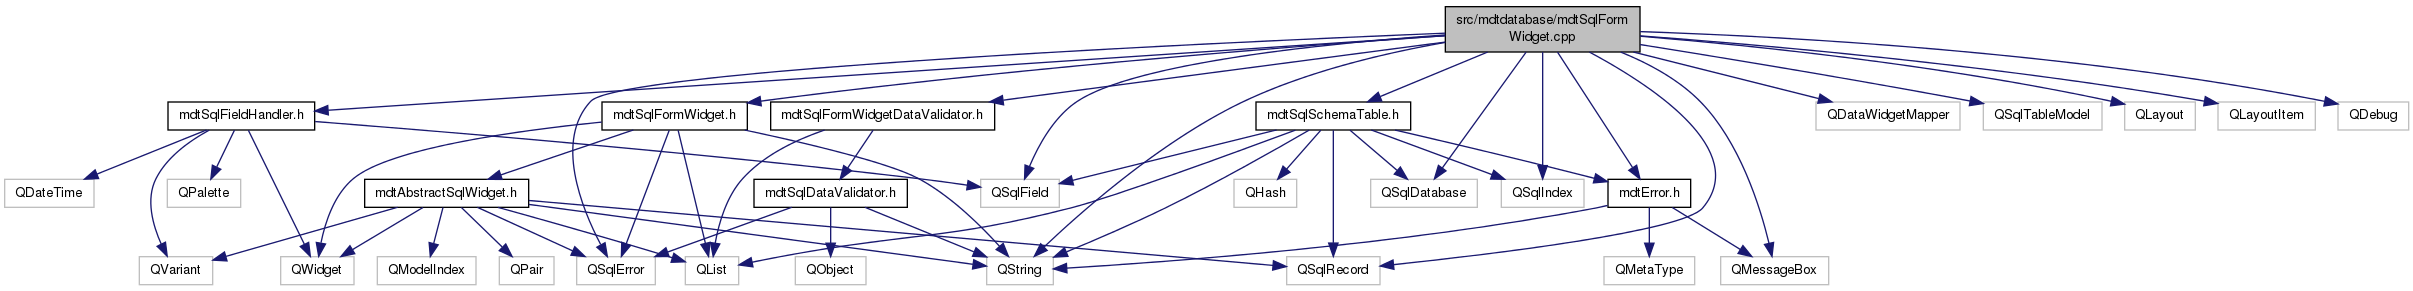 src/mdtdatabase/mdtSqlForm
Widget.cpp
mdtSqlFieldHandler.h
mdtSqlFormWidget.h
mdtSqlFormWidgetDataValidator.h
mdtSqlSchemaTable.h
QDataWidgetMapper
QSqlTableModel
QLayout
QLayoutItem
QDebug
QDateTime
QPalette
mdtAbstractSqlWidget.h
mdtSqlDataValidator.h
QSqlField
QHash
QSqlDatabase
QSqlIndex
mdtError.h
QVariant
QWidget
QModelIndex
QPair
QSqlError
QList
QObject
QString
QSqlRecord
QMetaType
QMessageBox